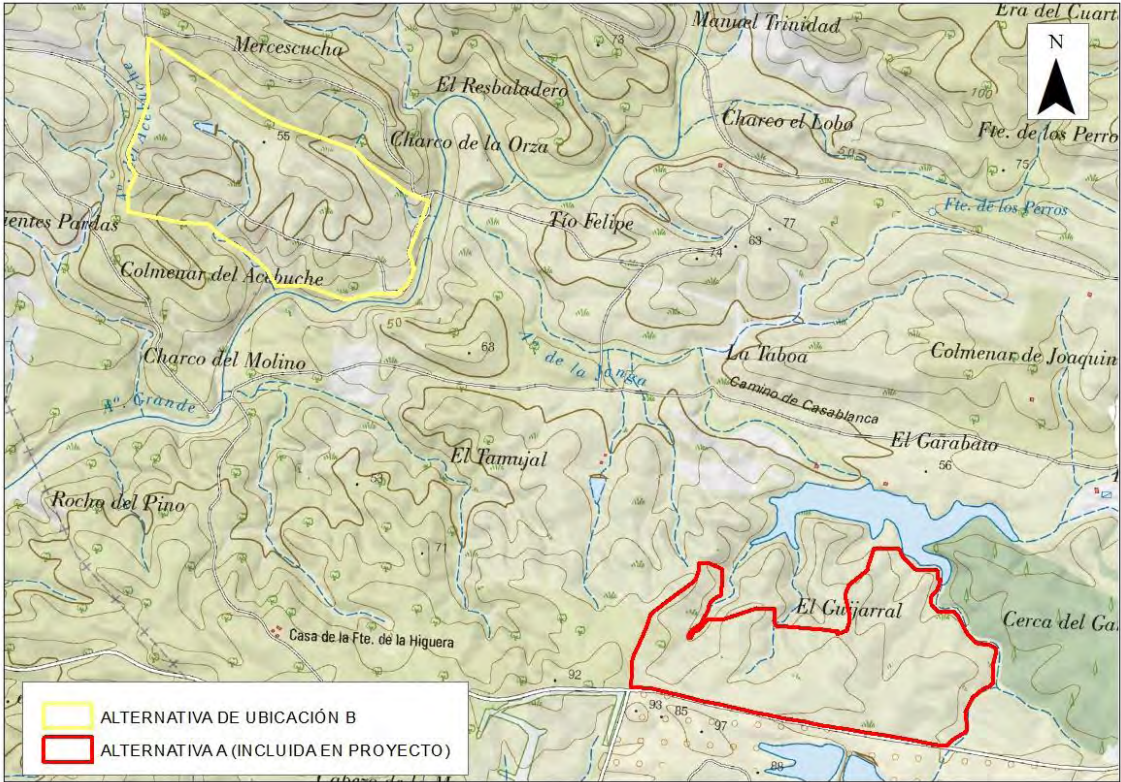 Manuel Trinidad
Era del Cuart
73
Mercescucha
N
El Resbaladero
100
Charco el Lobo
Fte. de los Perro
55
Charco de la Orza
50
75
Fte. de los Perros
ientes Pardas
Tío Felipe
77
63
74
Colmenar del Acebuche
50
63
La Taboa
Colmenar de Joaquin
Charco del Molino
Aº. de la
Camino de Casablanca
Aº. Grande
El Garabato
El Tamujal
56
53
Rocho del Pino
71
El Guijarral
Cerca del Ga
Casa de la Fte. de la Higuera
92
93
85
97
ALTERNATIVA DE UBICACIÓN B
ALTERNATIVA A (INCLUIDA EN PROYECTO)
88